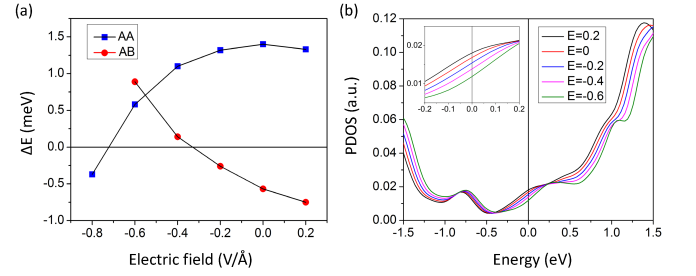 (a)
AA
AB
ΔE (meV)
1.5
1.0
0.5
0.0
-0.5
-1.0
-0.8
-0.6
-0.4
-0.2
0.0
0.2
Electric field (V/Å)
(b)
PDOS (a.u.)
0.12
0.10
0.08
0.06
0.04
0.02
0.00
-1.5
-1.0
-0.5
0.0
0.5
1.0
1.5
Energy (eV)
0.02
0.01
-0.2
-0.1
0.0
0.1
0.2
E=0.2
E=0
E=-0.2
E=-0.4
E=-0.6